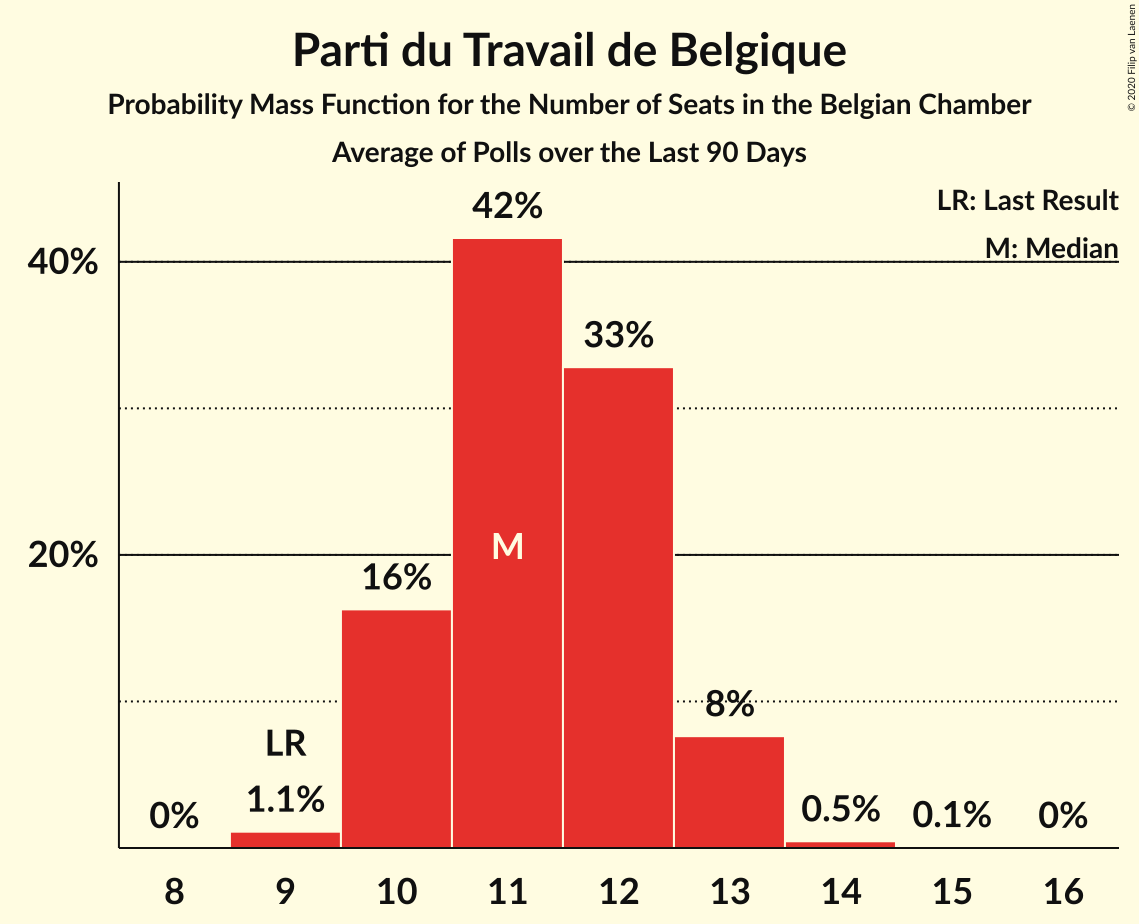 Parti du Travail de Belgique
Probability Mass Function for the Number of Seats in the Belgian Chamber
Average of Polls over the Last 90 Days
© 2020 Filip van Laenen
LR: Last Result
M: Median
40%
20%
0%
LR
1.1%
16%
42%
M
33%
8%
0.5%
0.1%
0%
8 9 10 11 12 13 14 15 16